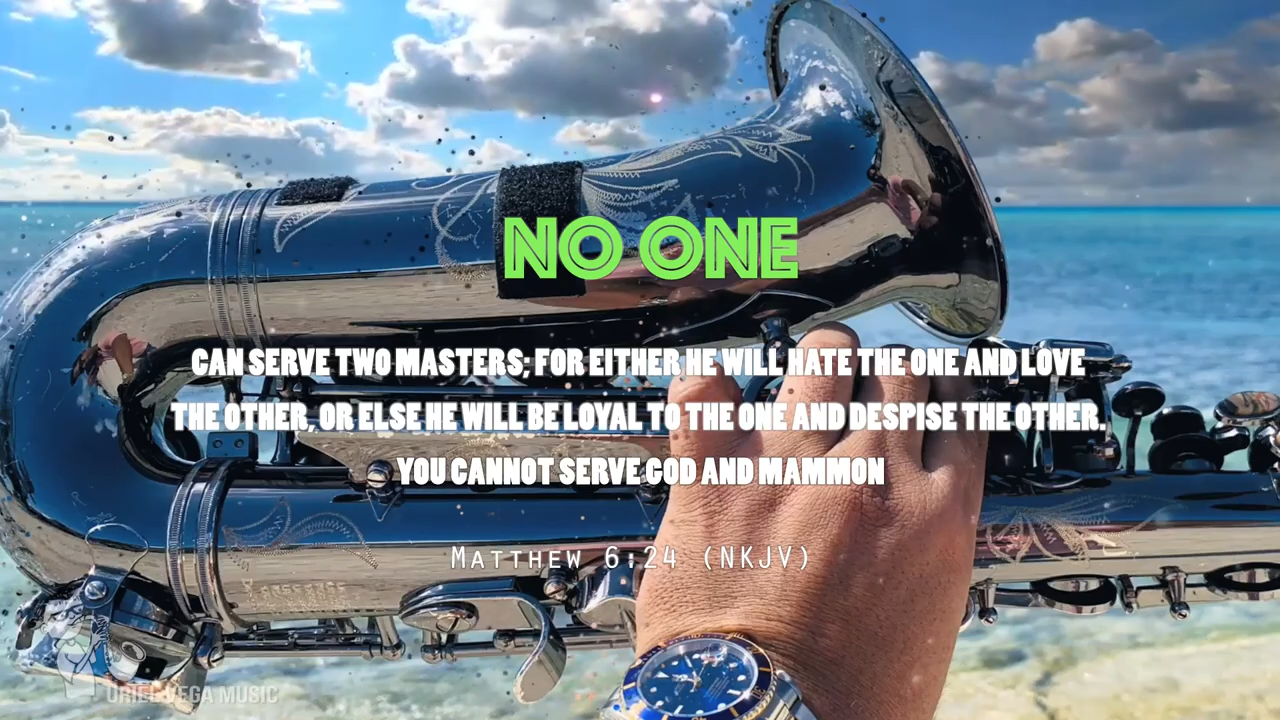 NO ONE
CAN SERVE TWO MASTERS; FOR EITHER HE WILL HATE THE ONE AND LOVE
THE OTHER, OR ELSE HE WILL BE LOYAL TO THE ONE AND DESPISE THE OTHER.
YOU CANNOT SERVE GOD AND MAMMON
Matthew 6:24 (NKJV)
ORIEL VEGA MUSIC